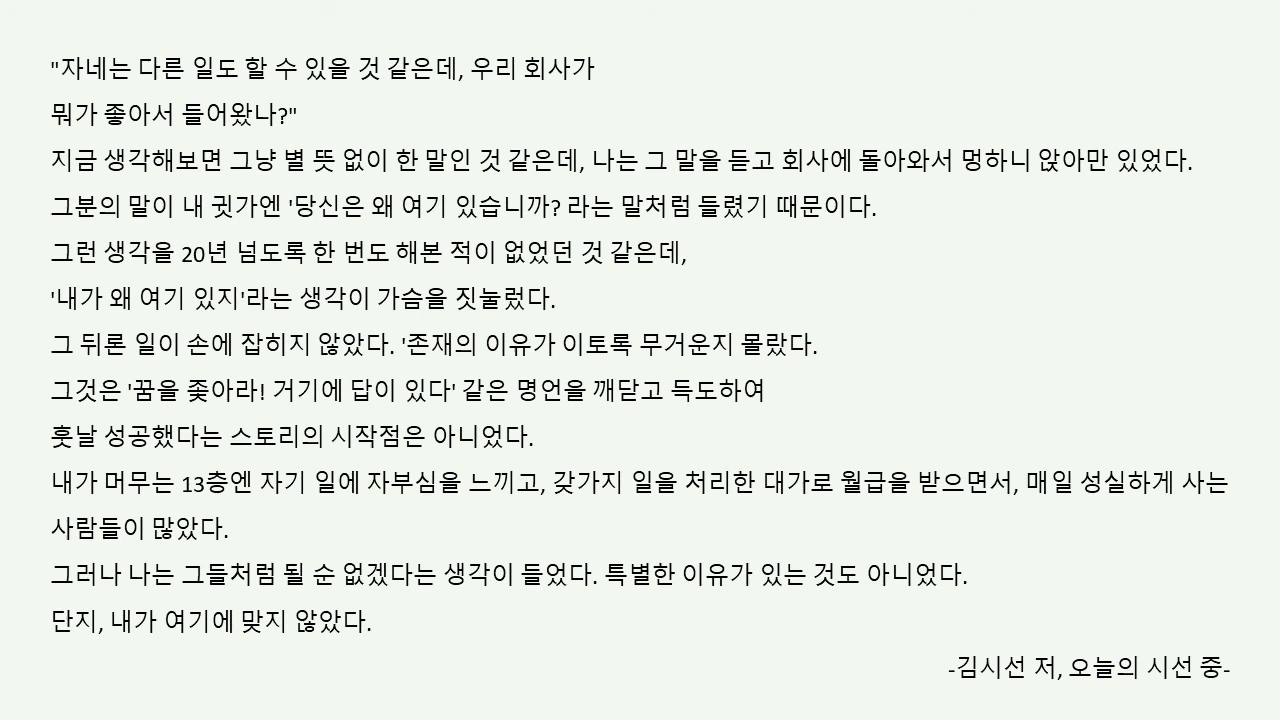 "자네는 다른 일도 할 수 있을 것 같은데, 우리 회사가
뭐가 좋아서 들어왔나?"
지금 생각해보면 그냥 별 뜻 없이 한 말인 것 같은데, 나는 그 말을 듣고 회사에 돌아와서 멍하니 앉아만 있었다.
그분의 말이 내 귓가엔 '당신은 왜 여기 있습니까? 라는 말처럼 들렸기 때문이다.
그런 생각을 20년 넘도록 한 번도 해본 적이 없었던 것 같은데,
'내가 왜 여기 있지'라는 생각이 가슴을 짓눌렀다.
그 뒤론 일이 손에 잡히지 않았다. '존재의 이유가 이토록 무거운지 몰랐다.
그것은 '꿈을 좇아라! 거기에 답이 있다' 같은 명언을 깨닫고 득도하여
훗날 성공했다는 스토리의 시작점은 아니었다.
내가 머무는 13층엔 자기 일에 자부심을 느끼고, 갖가지 일을 처리한 대가로 월급을 받으면서, 매일 성실하게 사는
사람들이 많았다.
그러나 나는 그들처럼 될 순 없겠다는 생각이 들었다. 특별한 이유가 있는 것도 아니었다.
단지, 내가 여기에 맞지 않았다.
-김시선 저, 오늘의 시선 중-